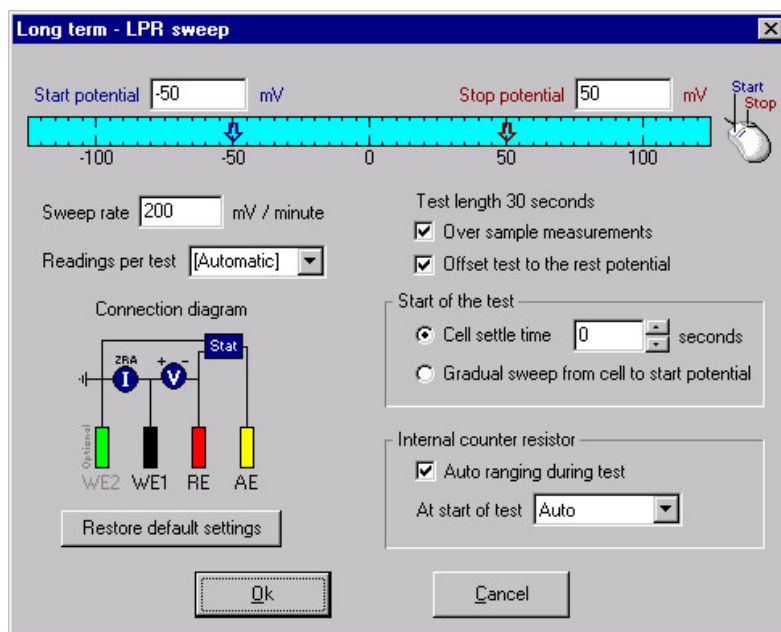 Long term - LPR sweep
Start potential -50 mV
Stop potential 50 mV
Start
Stop
-100 -50 0 50 100
Sweep rate 200 mV / minute
Readings per test [Automatic]
Test length 30 seconds
Over sample measurements
Offset test to the rest potential
Connection diagram
Stat
ZRA
I
+ -
V
Optional
WE2 WE1 RE AE
Restore default settings
Start of the test
Cell settle time 0 seconds
Gradual sweep from cell to start potential
Internal counter resistor
Auto ranging during test
At start of test Auto
Ok
Cancel